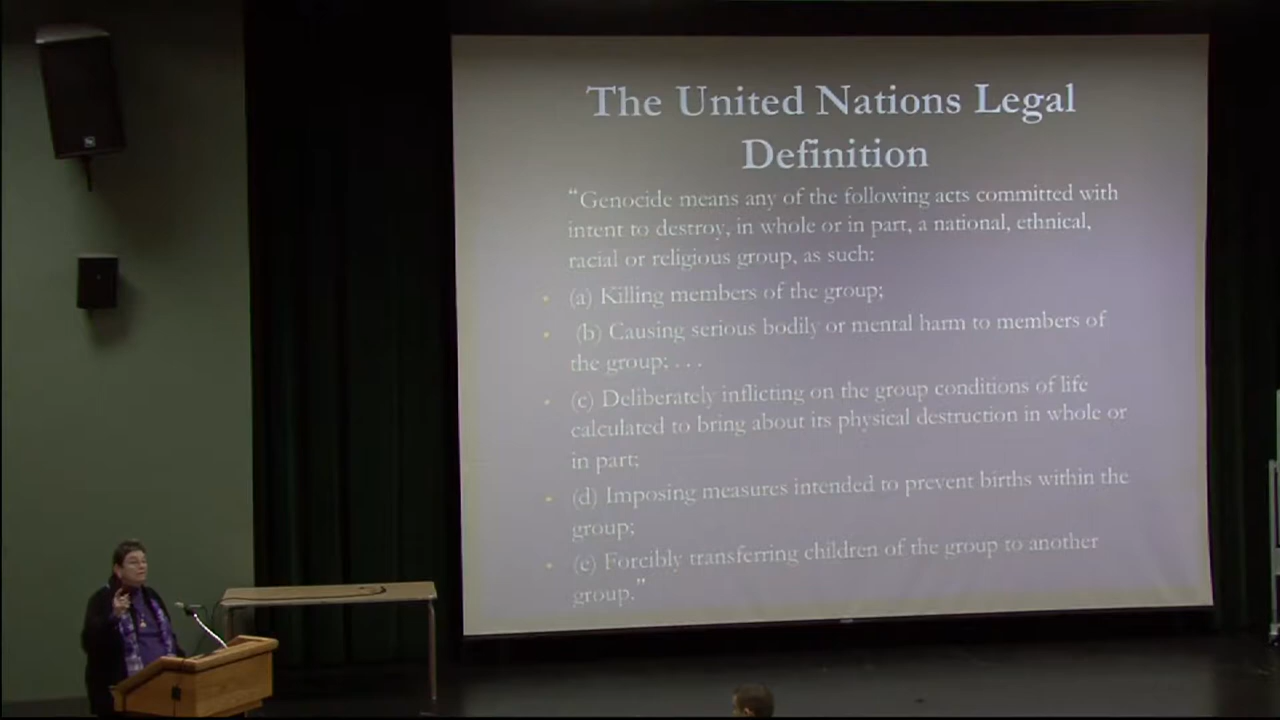 The United Nations Legal
Definition
“Genocide means any of the following acts committed with
intent to destroy, in whole or in part, a national, ethnical,
racial or religious group, as such:
• (a) Killing members of the group;
• (b) Causing serious bodily or mental harm to members of
the group; . . .
• (c) Deliberately inflicting on the group conditions of life
calculated to bring about its physical destruction in whole or
in part;
• (d) Imposing measures intended to prevent births within the
group;
• (e) Forcibly transferring children of the group to another
group.”